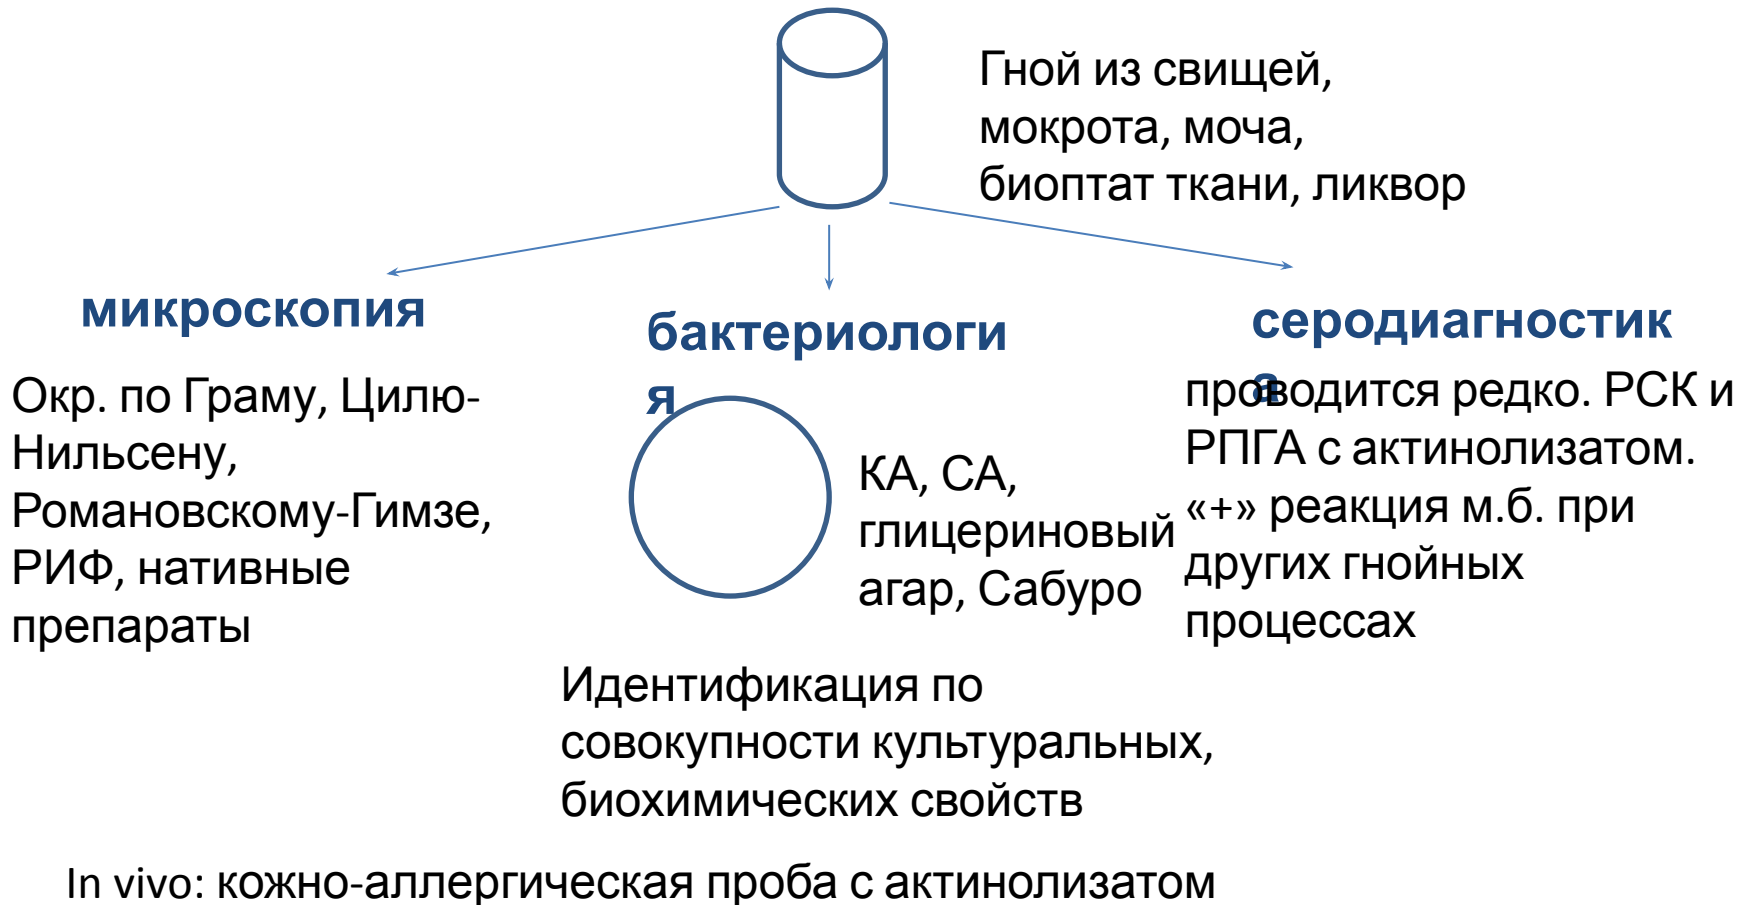 Гной из свищей,
мокрота, моча,
биоптат ткани, ликвор
микроскопия
Окр. по Граму, Цилю-
Нильсену,
Романовскому-Гимзе,
РИФ, нативные
препараты
бактериологи
я
КА, СА,
глицериновый
агар, Сабуро
Идентификация по
совокупности культуральных,
биохимических свойств
серодиагностик
а
проводится редко. РСК и
РПГА с актинолизатом.
«+» реакция м.б. при
других гнойных
процессах
In vivo: кожно-аллергическая проба с актинолизатом